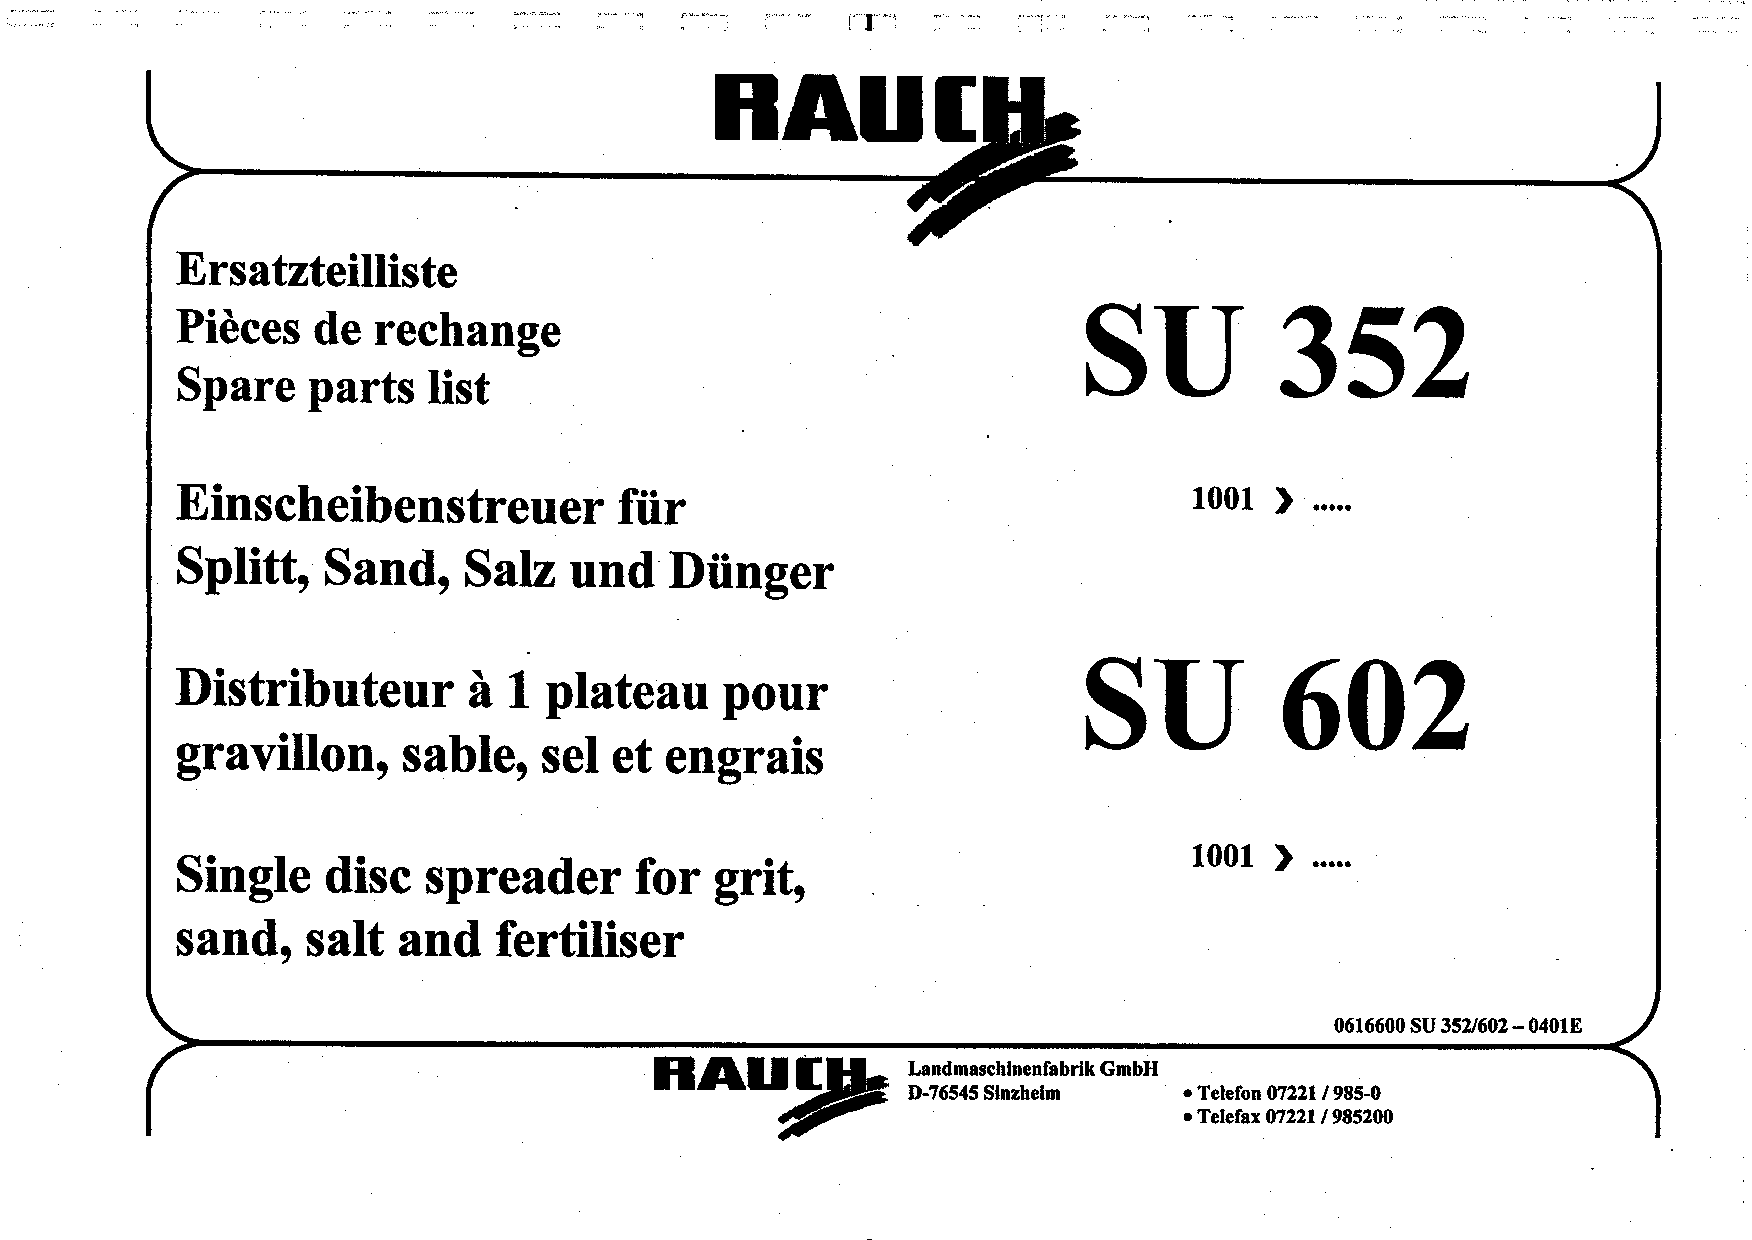 RAUCH
Ersatzteilliste
Pièces de rechange
Spare parts list
SU 352
1001 ❯ .....
Einscheibenstreuer für
Splitt, Sand, Salz und Dünger
Distributeur à 1 plateau pour
gravillon, sable, sel et engrais
SU 602
1001 ❯ .....
Single disc spreader for grit,
sand, salt and fertiliser
0616600 SU 352/602 – 0401E
RAUCH
Landmaschinenfabrik GmbH
D-76545 Sinzheim
• Telefon 07221 / 985-0
• Telefax 07221 / 985200